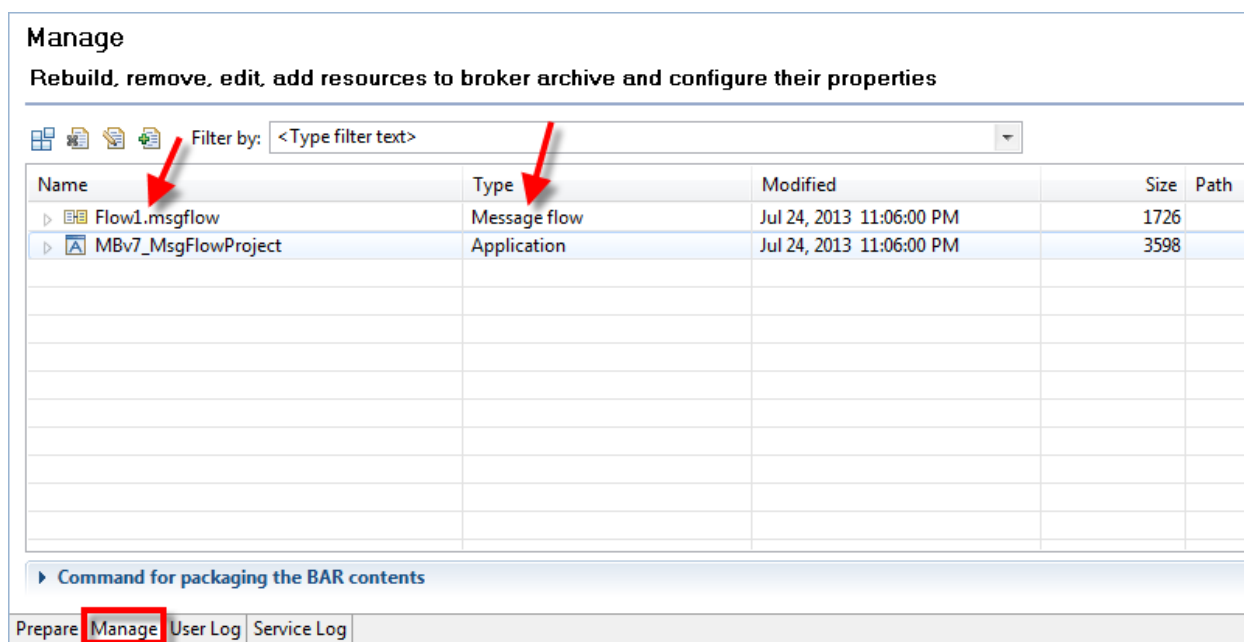 Manage
Rebuild, remove, edit, add resources to broker archive and configure their properties
Filter by: <Type filter text>
Name Type Modified Size Path
Flow1.msgflow Message flow Jul 24, 2013 11:06:00 PM 1726
MBv7_MsgFlowProject Application Jul 24, 2013 11:06:00 PM 3598
Command for packaging the BAR contents
Prepare Manage User Log Service Log